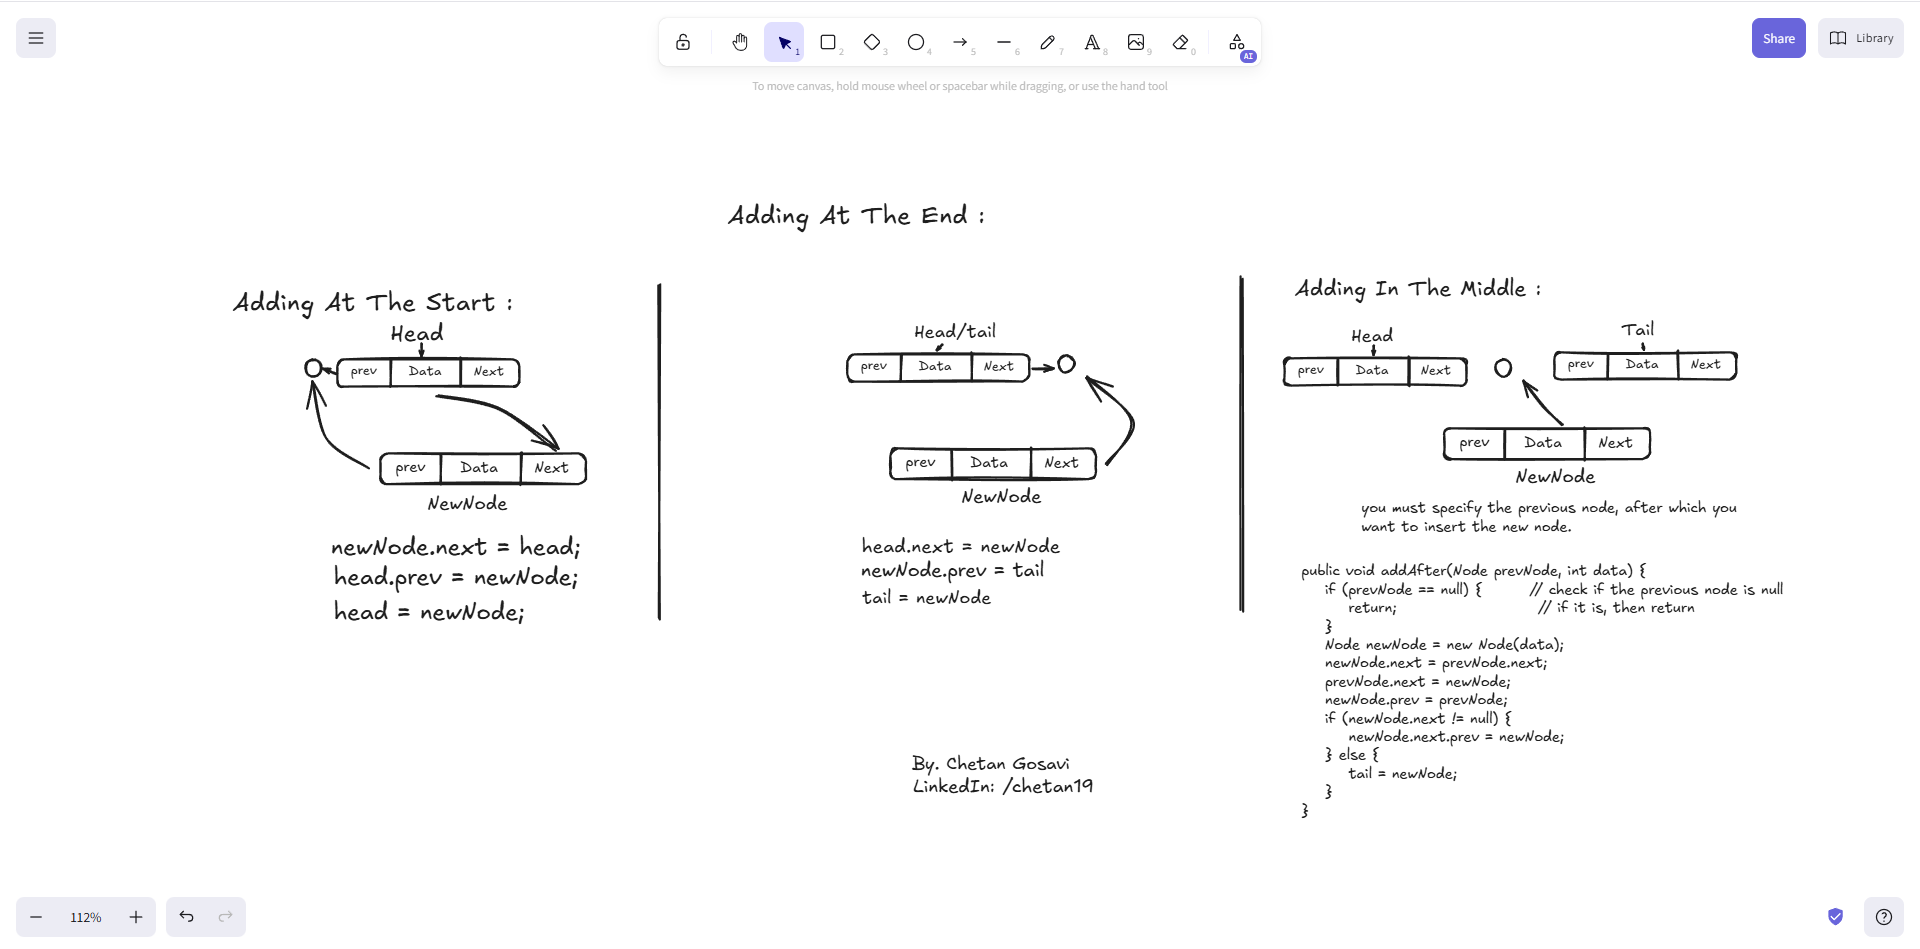 1
2
3
4
5
6
7
8
9
0
AI
Share
Library
To move canvas, hold mouse wheel or spacebar while dragging, or use the hand tool
Adding At The End :
Adding At The Start :
Head
prev Data Next
prev Data Next
NewNode
newNode.next = head;
head.prev = newNode;
head = newNode;
Head/tail
prev Data Next
prev Data Next
NewNode
head.next = newNode
newNode.prev = tail
tail = newNode
By. Chetan Gosavi
LinkedIn: /chetan19
Adding In The Middle :
Head
Tail
prev Data Next
prev Data Next
prev Data Next
NewNode
you must specify the previous node, after which you
want to insert the new node.
public void addAfter(Node prevNode, int data) {
if (prevNode == null) { // check if the previous node is null
return; // if it is, then return
}
Node newNode = new Node(data);
newNode.next = prevNode.next;
prevNode.next = newNode;
newNode.prev = prevNode;
if (newNode.next != null) {
newNode.next.prev = newNode;
} else {
tail = newNode;
}
}
112%